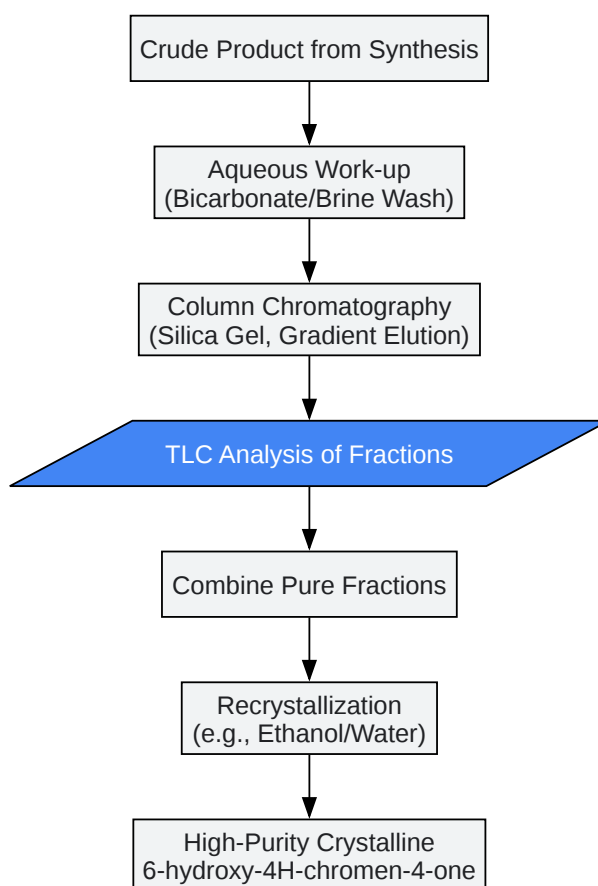 Crude Product from Synthesis
Aqueous Work-up
(Bicarbonate/Brine Wash)
Column Chromatography
(Silica Gel, Gradient Elution)
TLC Analysis of Fractions
Combine Pure Fractions
Recrystallization
(e.g., Ethanol/Water)
High-Purity Crystalline
6-hydroxy-4H-chromen-4-one